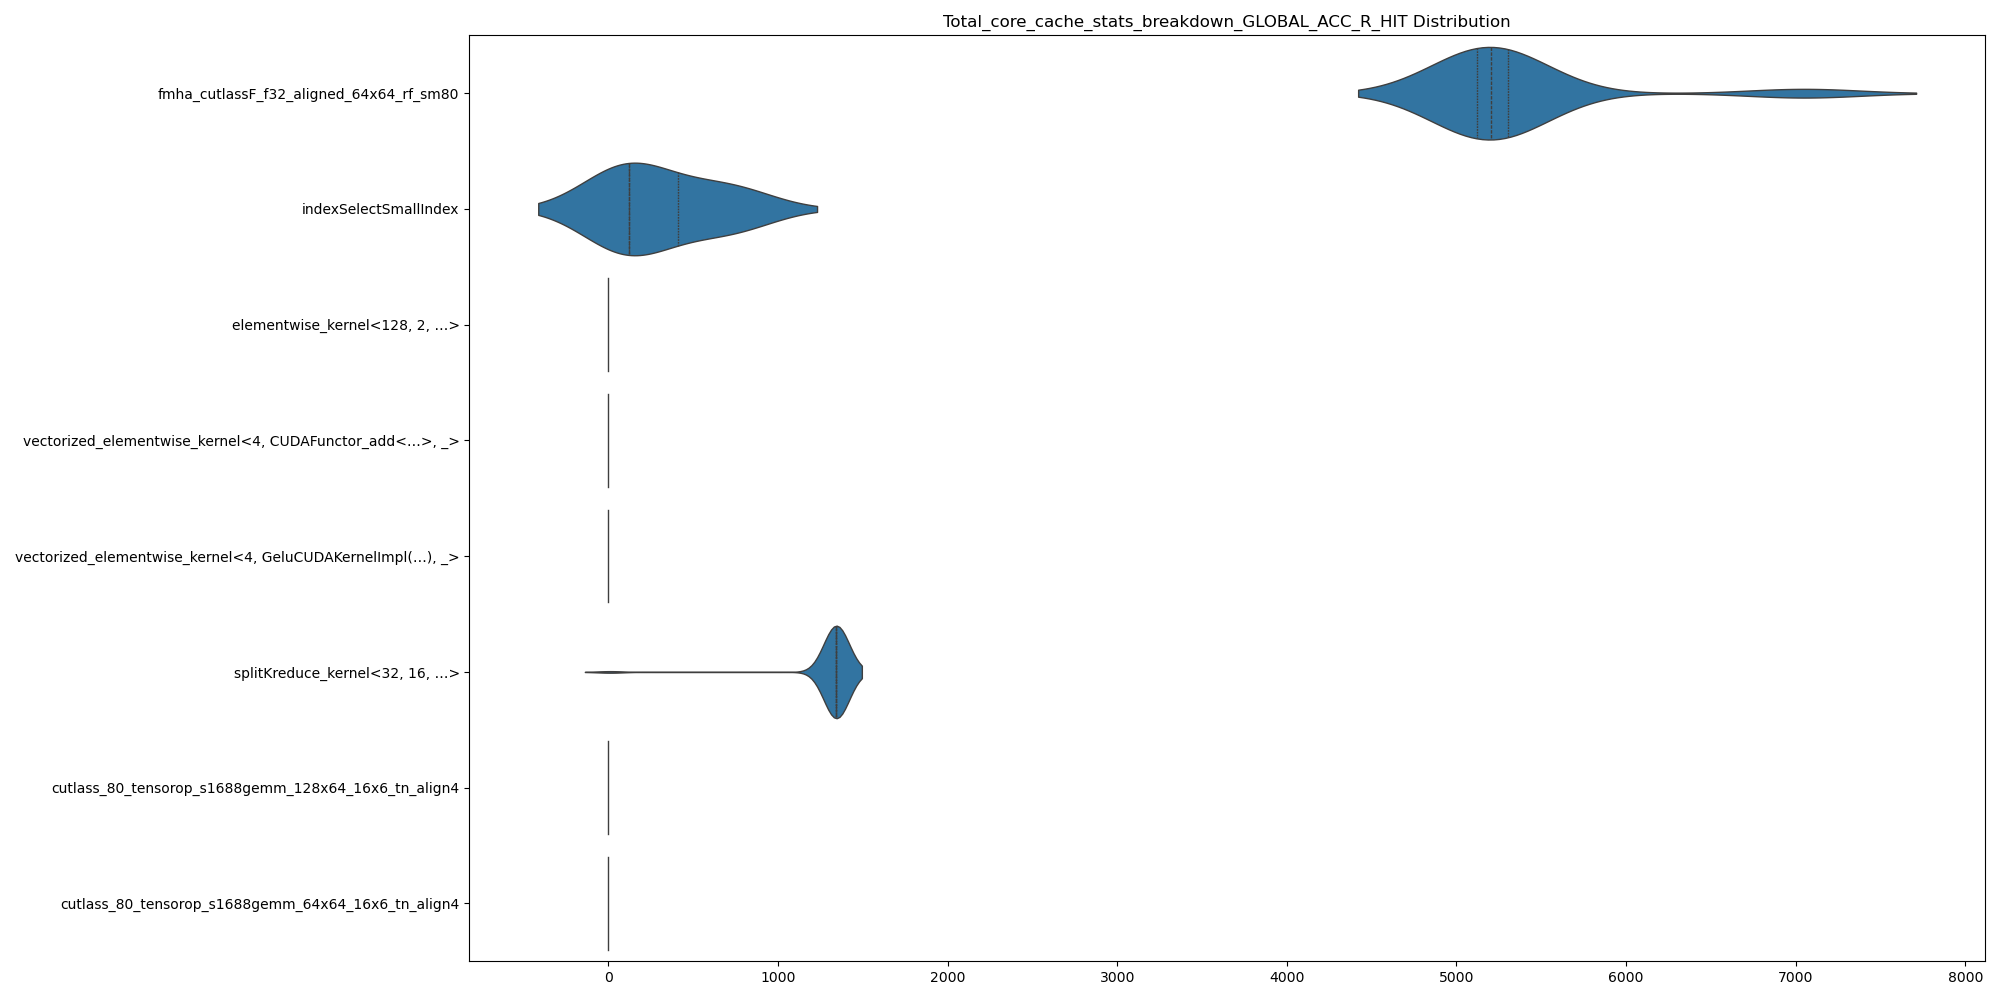 Total_core_cache_stats_breakdown_GLOBAL_ACC_R_HIT Distribution
fmha_cutlassF_f32_aligned_64x64_rf_sm80
indexSelectSmallIndex
elementwise_kernel<128, 2, ...>
vectorized_elementwise_kernel<4, CUDAFunctor_add<...>, _>
vectorized_elementwise_kernel<4, GeluCUDAKernelImpl(...), _>
splitKreduce_kernel<32, 16, ...>
cutlass_80_tensorop_s1688gemm_128x64_16x6_tn_align4
cutlass_80_tensorop_s1688gemm_64x64_16x6_tn_align4
0 1000 2000 3000 4000 5000 6000 7000 8000